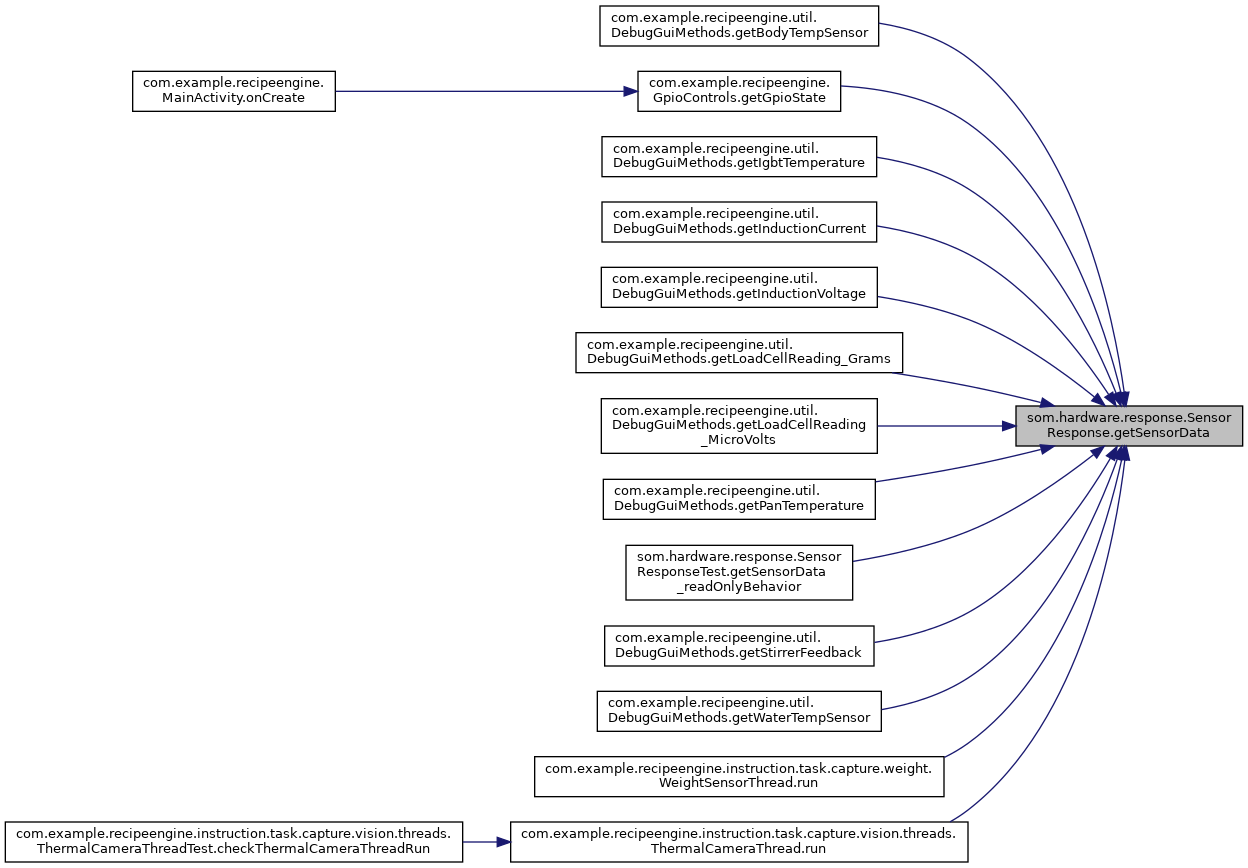 com.example.recipeengine.util.
DebugGuiMethods.getBodyTempSensor
com.example.recipeengine.
MainActivity.onCreate
com.example.recipeengine.
GpioControls.getGpioState
com.example.recipeengine.util.
DebugGuiMethods.getIgbtTemperature
com.example.recipeengine.util.
DebugGuiMethods.getInductionCurrent
com.example.recipeengine.util.
DebugGuiMethods.getInductionVoltage
com.example.recipeengine.util.
DebugGuiMethods.getLoadCellReading_Grams
com.example.recipeengine.util.
DebugGuiMethods.getLoadCellReading
_MicroVolts
som.hardware.response.Sensor
Response.getSensorData
com.example.recipeengine.util.
DebugGuiMethods.getPanTemperature
som.hardware.response.Sensor
ResponseTest.getSensorData
_readOnlyBehavior
com.example.recipeengine.util.
DebugGuiMethods.getStirrerFeedback
com.example.recipeengine.util.
DebugGuiMethods.getWaterTempSensor
com.example.recipeengine.instruction.task.capture.weight.
WeightSensorThread.run
com.example.recipeengine.instruction.task.capture.vision.threads.
ThermalCameraThreadTest.checkThermalCameraThreadRun
com.example.recipeengine.instruction.task.capture.vision.threads.
ThermalCameraThread.run